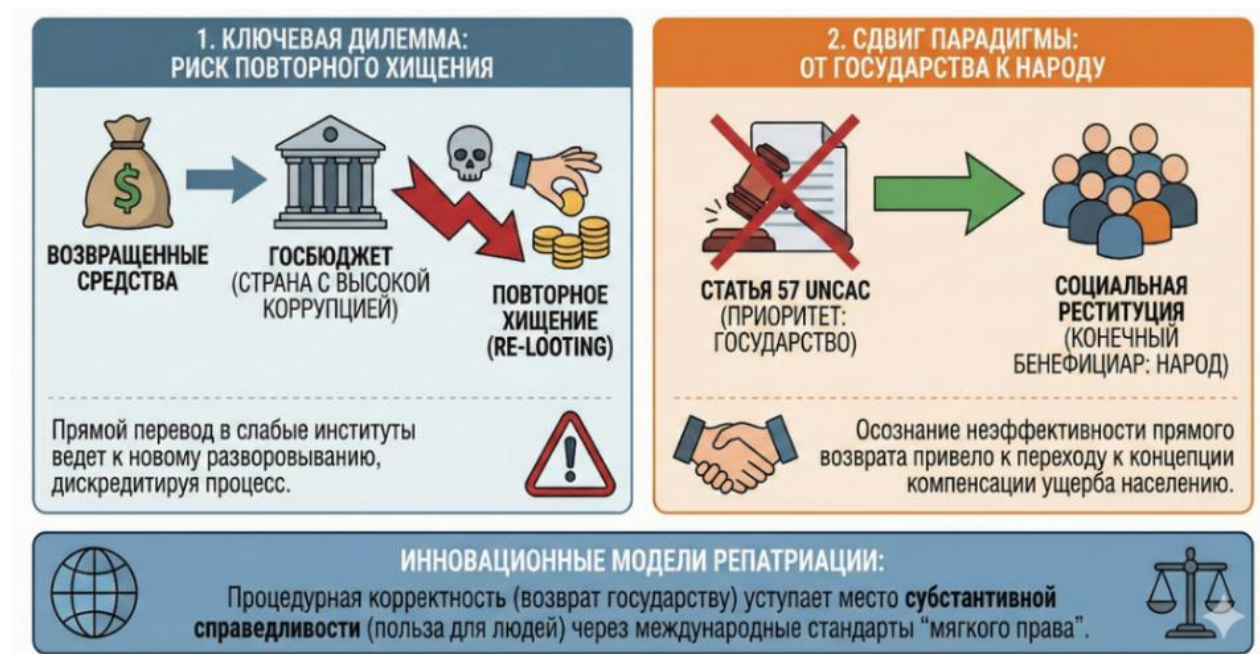 1. КЛЮЧЕВАЯ ДИЛЕММА:
РИСК ПОВТОРНОГО ХИЩЕНИЯ
$
ВОЗВРАЩЕННЫЕ
СРЕДСТВА
ГОСБЮДЖЕТ
(СТРАНА С ВЫСОКОЙ
КОРРУПЦИЕЙ)
ПОВТОРНОЕ
ХИЩЕНИЕ
(RE-LOOTING)
Прямой перевод в слабые институты
ведет к новому разворовыванию,
дискредитируя процесс.
2. СДВИГ ПАРАДИГМЫ:
ОТ ГОСУДАРСТВА К НАРОДУ
СТАТЬЯ 57 UNCAC
(ПРИОРИТЕТ:
ГОСУДАРСТВО)
СОЦИАЛЬНАЯ
РЕСТИТУЦИЯ
(КОНЕЧНЫЙ
БЕНЕФИЦИАР: НАРОД)
Осознание неэффективности прямого
возврата привело к переходу к концепции
компенсации ущерба населению.
ИННОВАЦИОННЫЕ МОДЕЛИ РЕПАТРИАЦИИ:
Процедурная корректность (возврат государству) уступает место субстантивной
справедливости (польза для людей) через международные стандарты “мягкого права”.